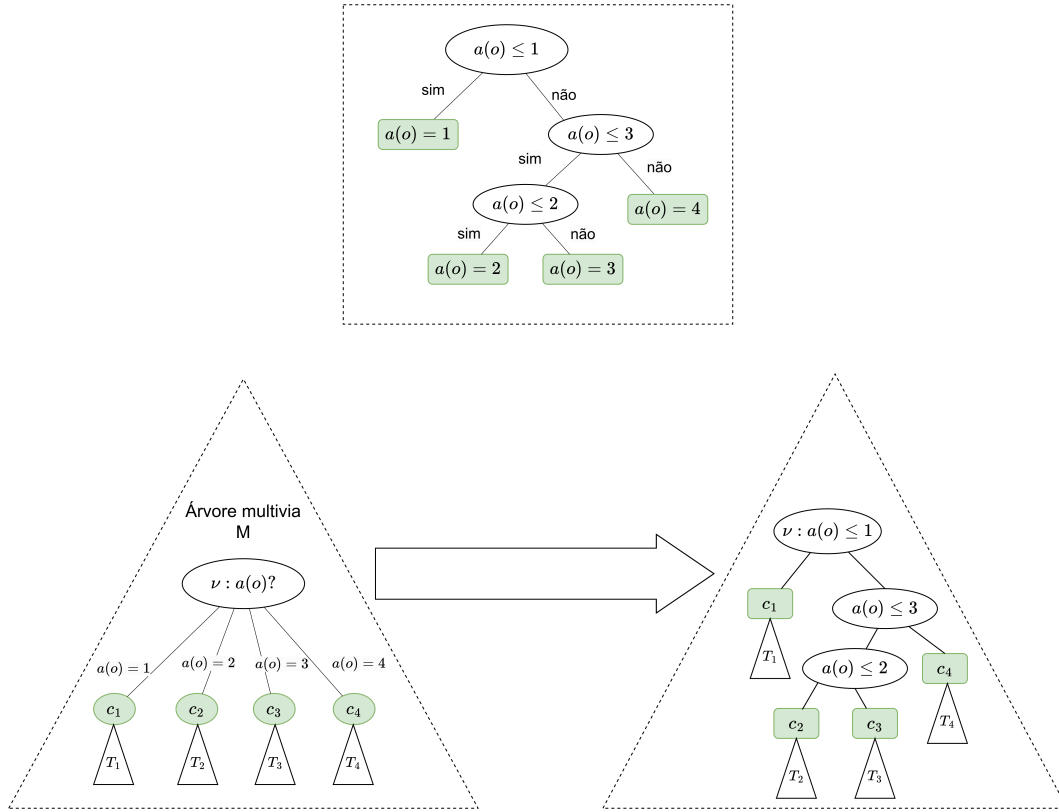 a(o) ≤ 1
sim
não
a(o) = 1
a(o) ≤ 3
sim
não
a(o) ≤ 2
a(o) = 4
sim
não
a(o) = 2
a(o) = 3
Árvore multivia
M
ν : a(o)?
a(o) = 1
a(o) = 2
a(o) = 3
a(o) = 4
c₁
c₂
c₃
c₄
T₁
T₂
T₃
T₄
ν : a(o) ≤ 1
c₁
a(o) ≤ 3
T₁
a(o) ≤ 2
c₄
c₂
c₃
T₄
T₂
T₃